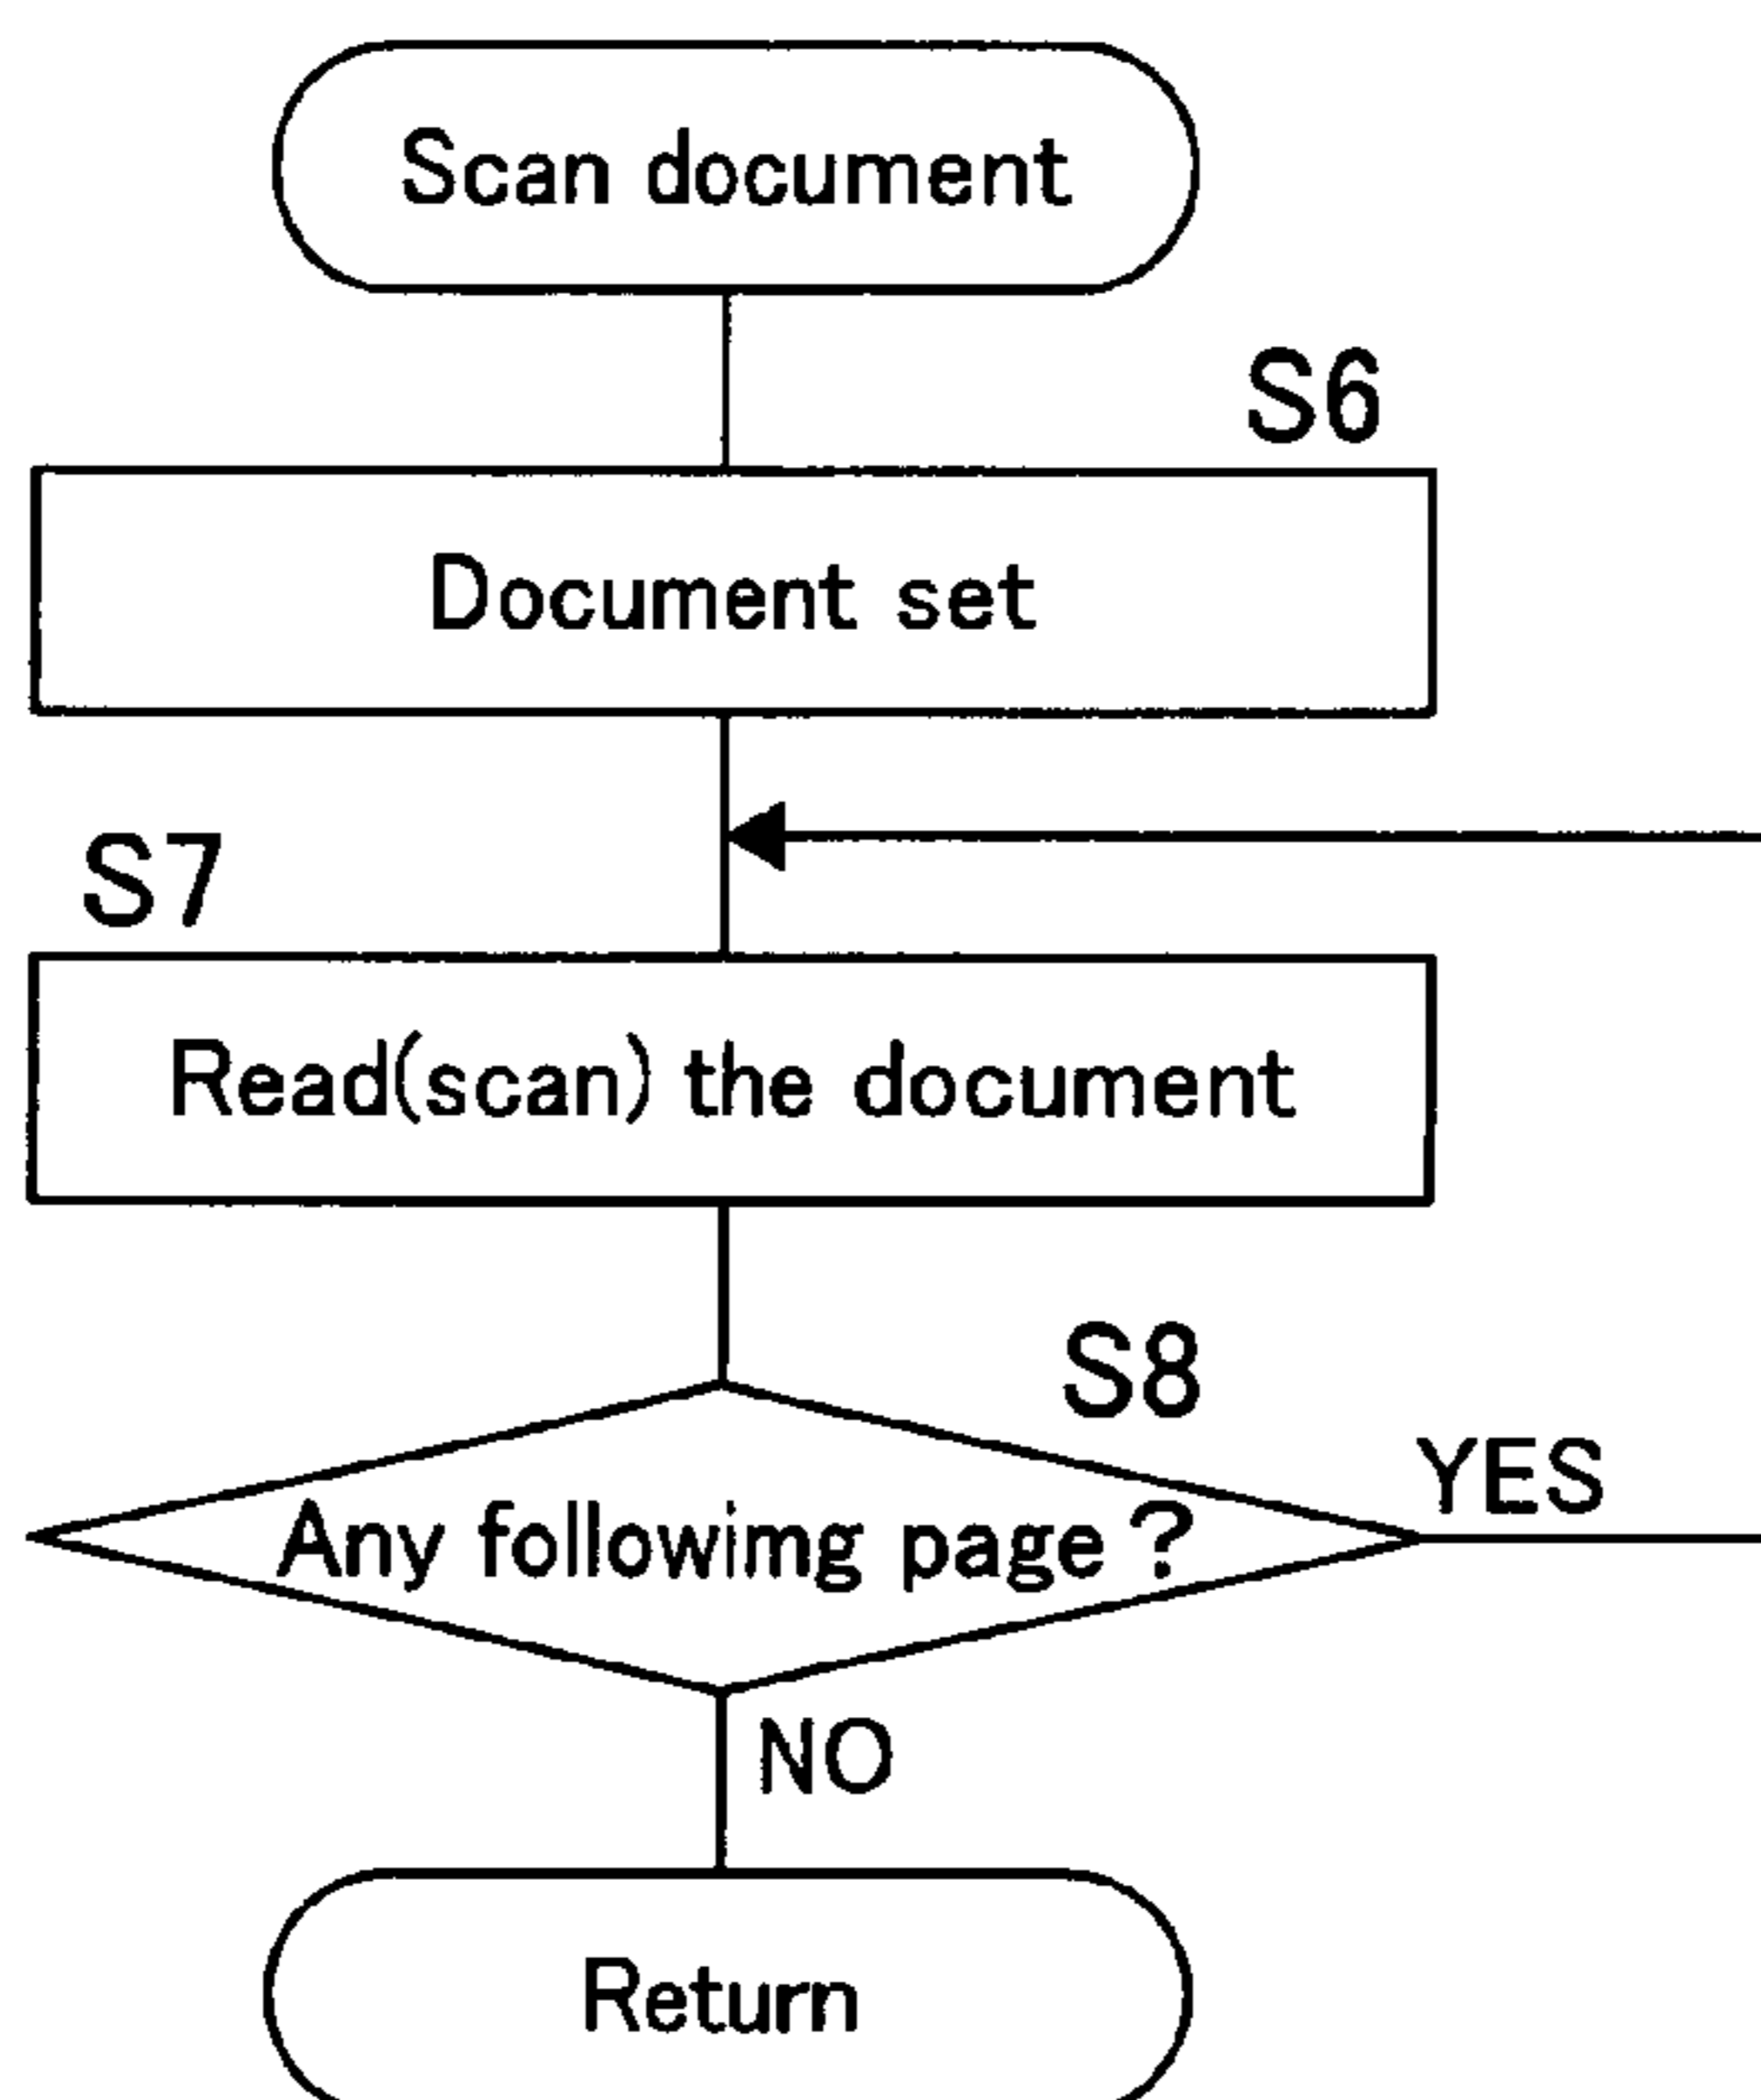 Scan document
S6
Document set
S7
Read(scan) the document
S8
YES
Any followimg page?
NO
Return